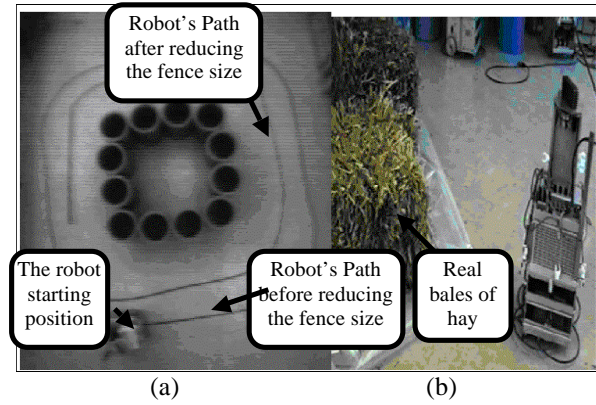 Robot's Path
after reducing
the fence size
The robot
starting
position
Robot's Path
before reducing
the fence size
Real
bales of
hay
(a)
(b)